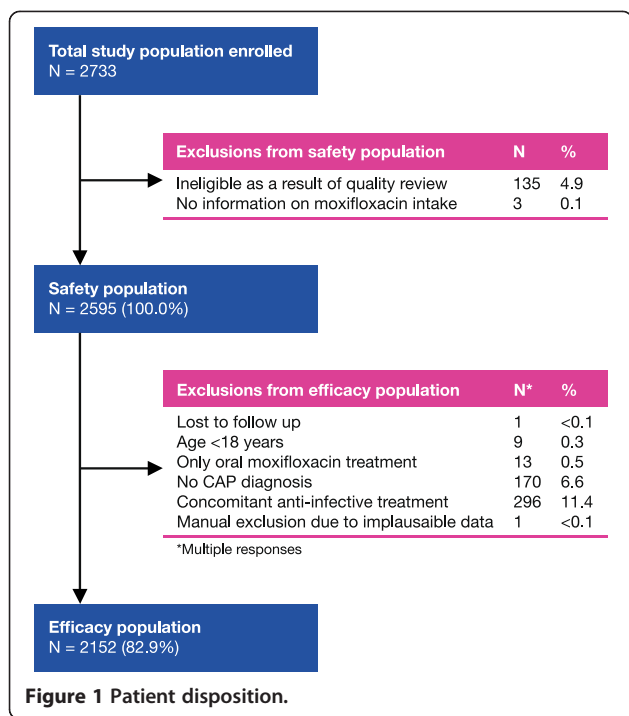 Total study population enrolled
N = 2733
Exclusions from safety population N %
Ineligible as a result of quality review 135 4.9
No information on moxifloxacin intake 3 0.1
Safety population
N = 2595 (100.0%)
Exclusions from efficacy population N* %
Lost to follow up 1 <0.1
Age <18 years 9 0.3
Only oral moxifloxacin treatment 13 0.5
No CAP diagnosis 170 6.6
Concomitant anti-infective treatment 296 11.4
Manual exclusion due to implausaible data 1 <0.1
*Multiple responses
Efficacy population
N = 2152 (82.9%)
Figure 1 Patient disposition.